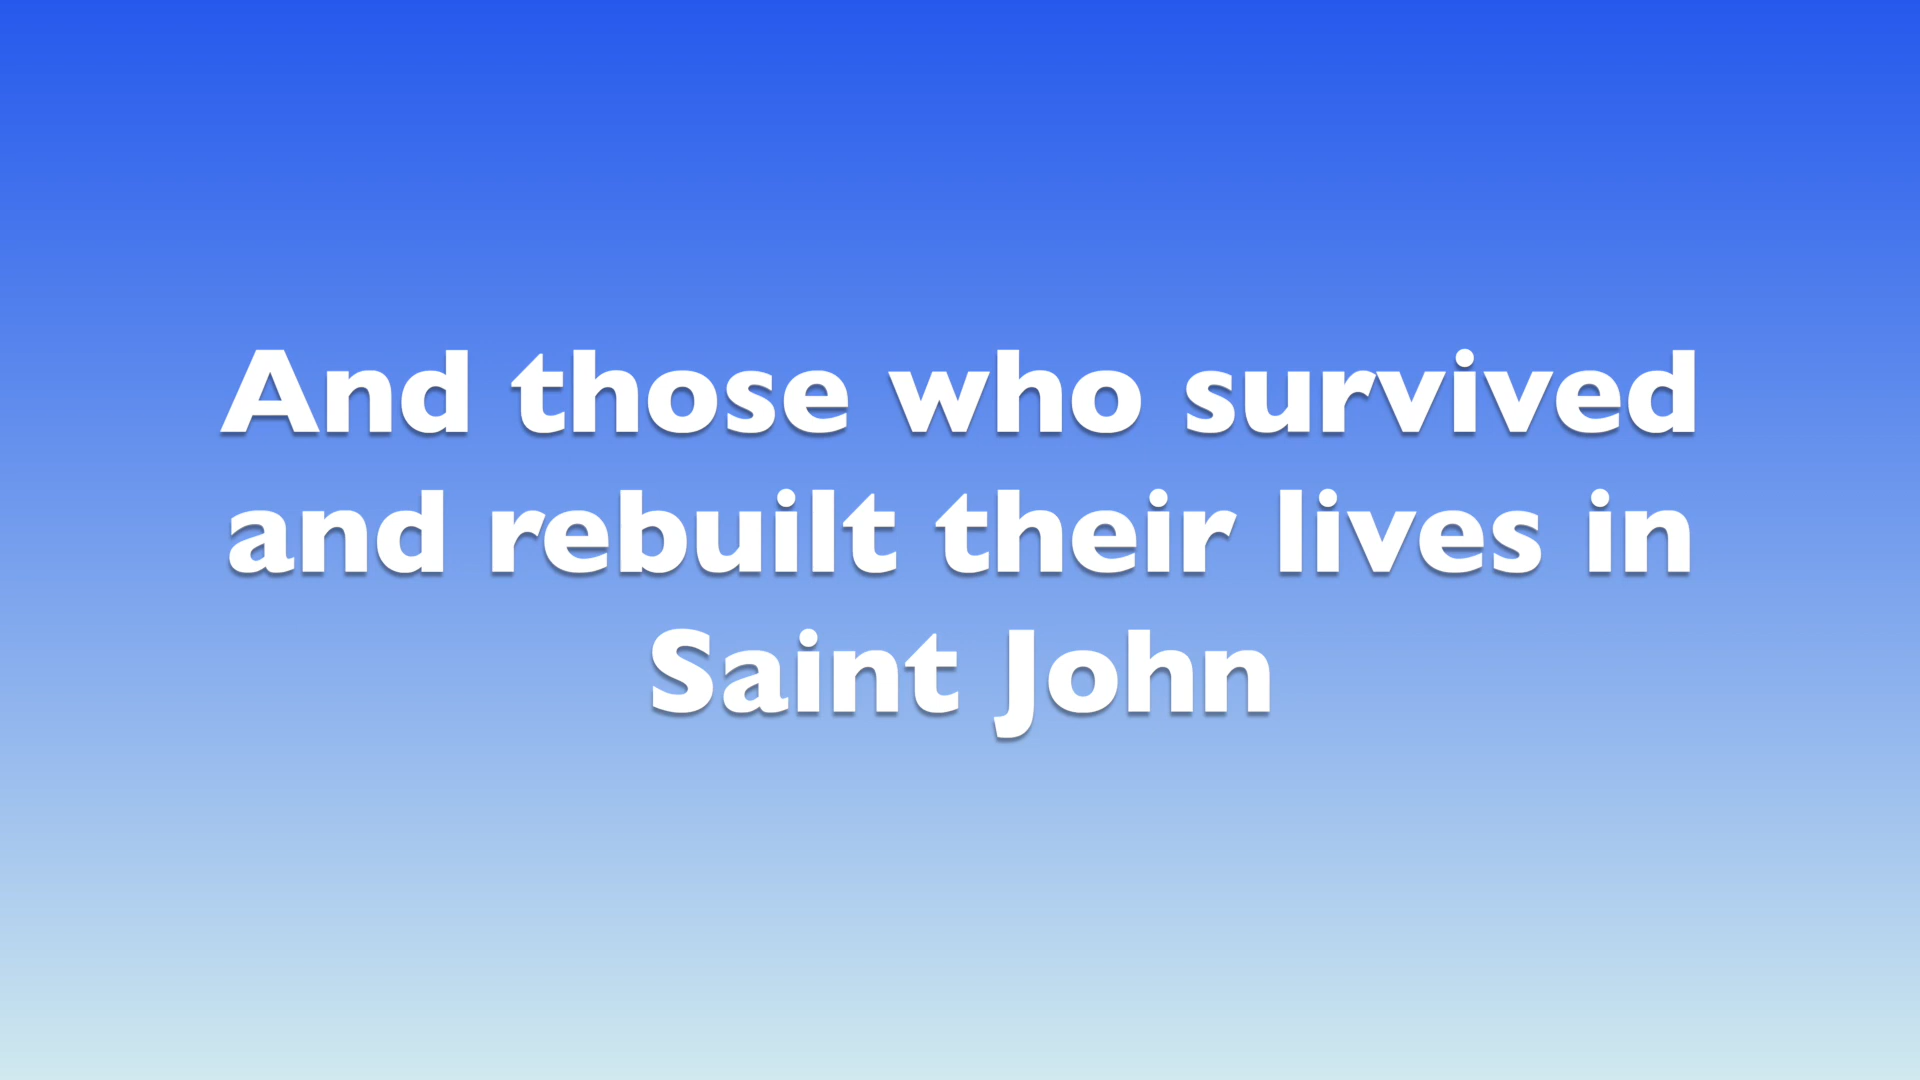 And those who survived
and rebuilt their lives in
Saint John